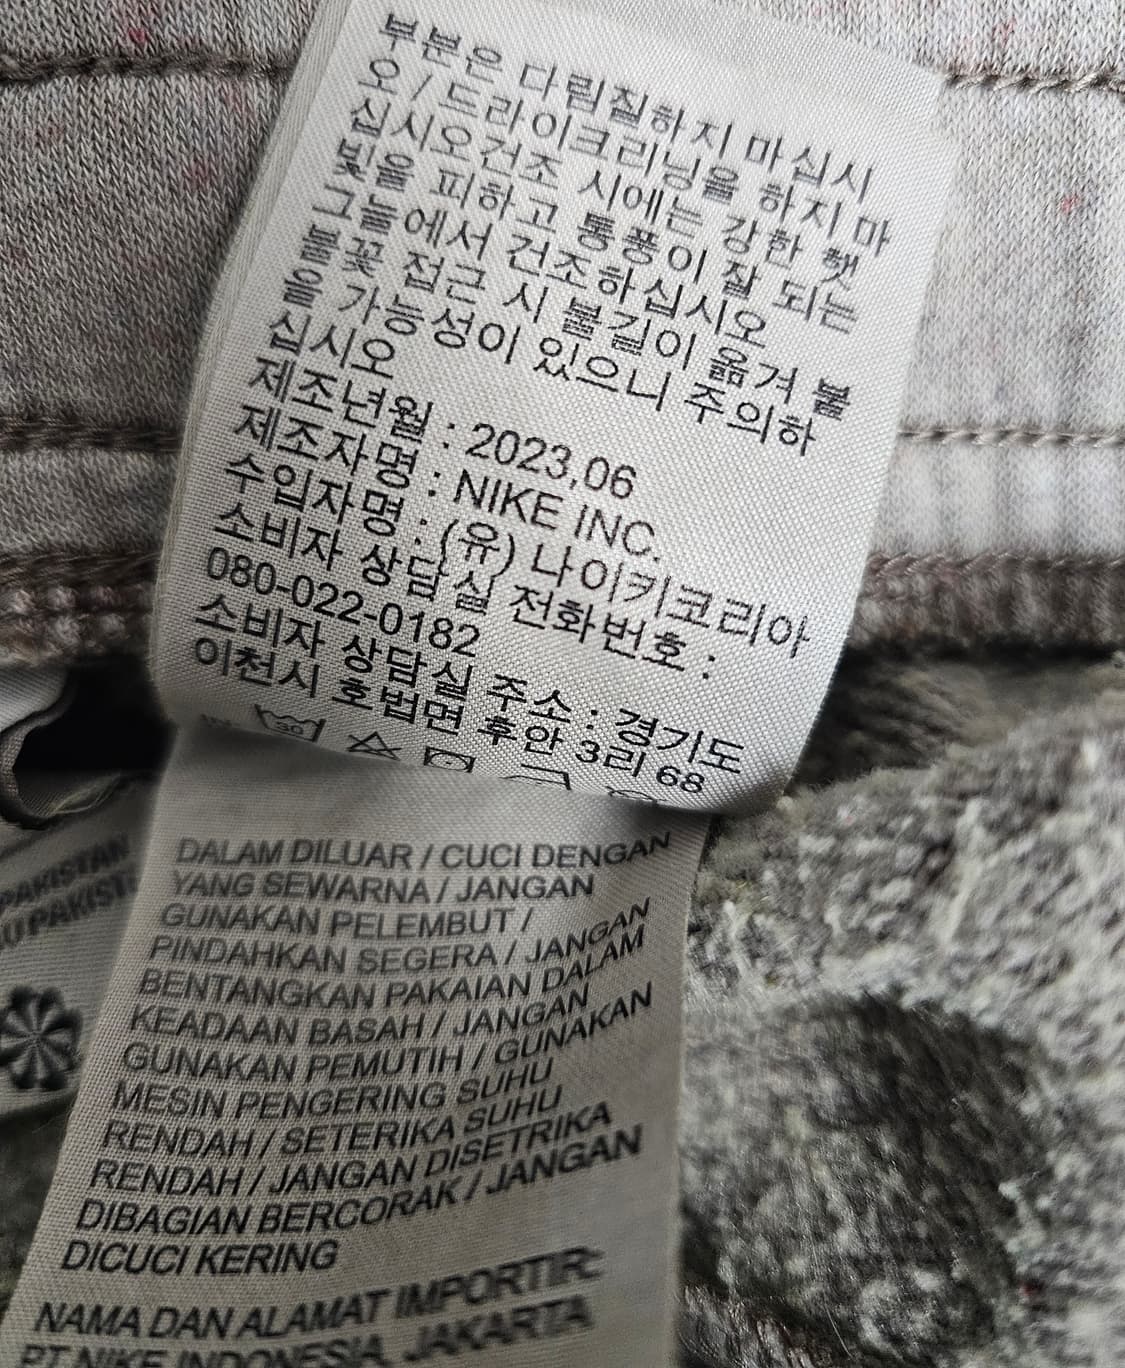 부분은 다림질하지 마십시
오 / 드라이크리닝을 하지 마
십시오건조 시에는 강한 햇
빛을 피하고 통풍이 잘 되는
그늘에서 건조하십시오
불꽃 접근 시 불길이 옮겨 붙
을 가능성이 있으니 주의하
십시오
제조년월 : 2023,06
제조자명 : NIKE INC.
수입자명 : (유) 나이키코리아
소비자 상담실 전화번호 :
080-022-0182
소비자 상담실 주소 : 경기도
이천시 호법면 후안 3리 68
30
DALAM DILUAR / CUCI DENGAN
YANG SEWARNA / JANGAN
GUNAKAN PELEMBUT /
PINDAHKAN SEGERA / JANGAN
BENTANGKAN PAKAIAN DALAM
KEADAAN BASAH / JANGAN
GUNAKAN PEMUTIH / GUNAKAN
MESIN PENGERING SUHU
RENDAH / SETERIKA SUHU
RENDAH / JANGAN DISETRIKA
DIBAGIAN BERCORAK / JANGAN
DICUCI KERING
NAMA DAN ALAMAT IMPORTIR:
PT NIKE INDONESIA, JAKARTA
PAKISTAN